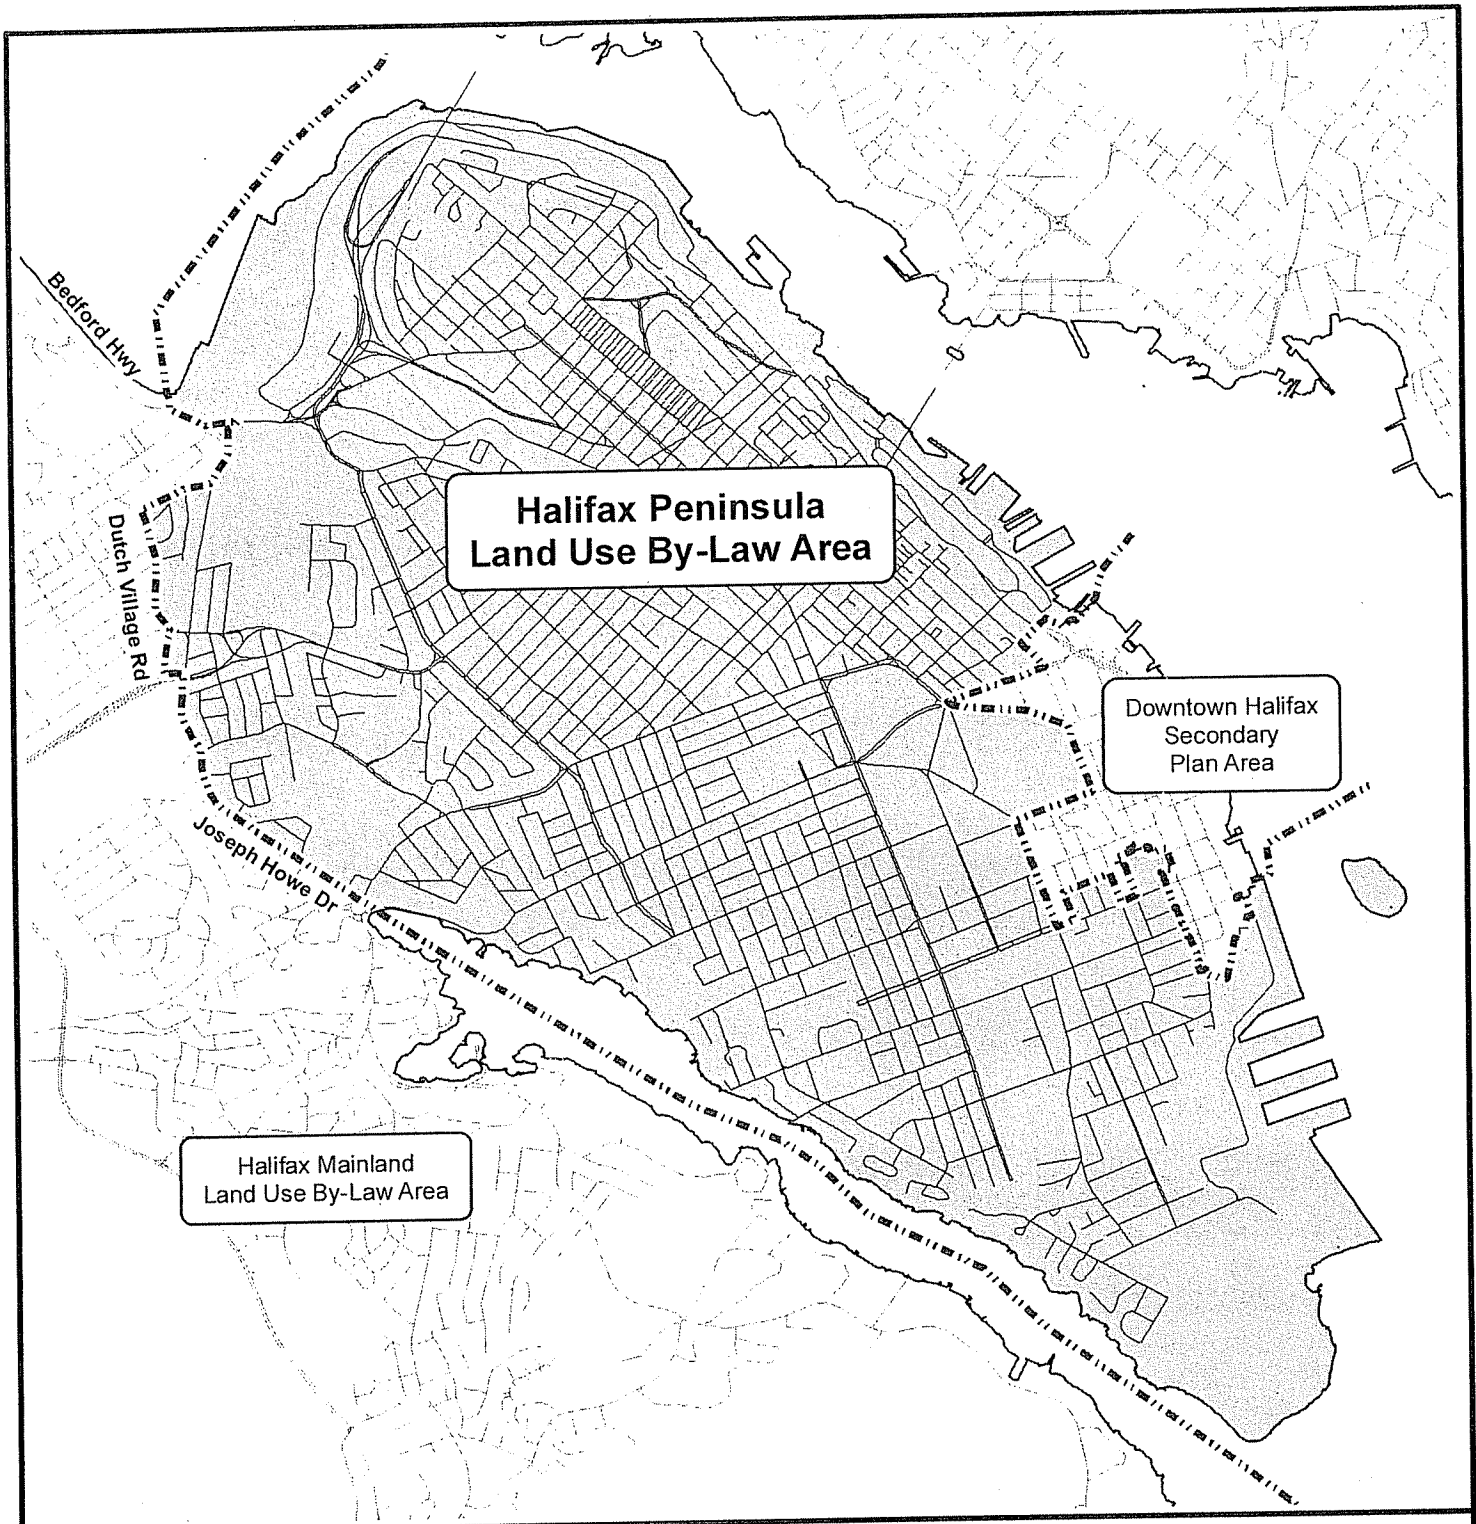 Bedford Hwy
Halifax Peninsula
Land Use By-Law Area
Dutch Village Rd
Downtown Halifax
Secondary
Plan Area
Joseph Howe Dr
Halifax Mainland
Land Use By-Law Area